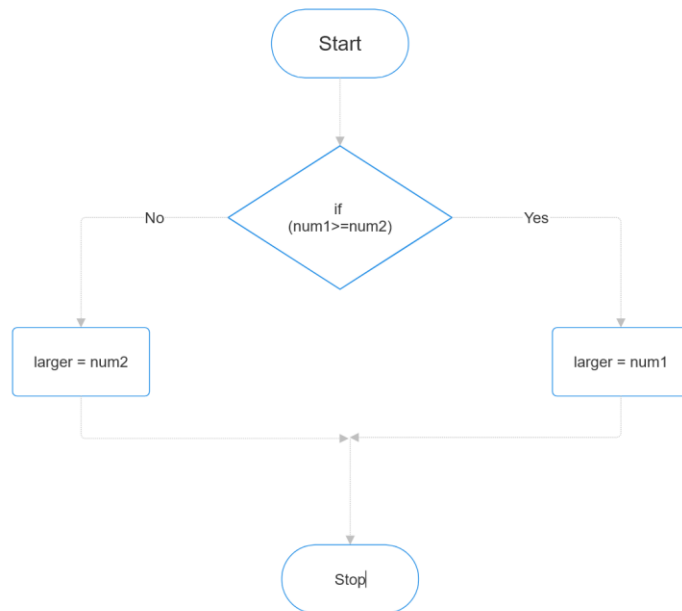 Start
if
(num1>=num2)
No
Yes
larger = num2
larger = num1
Stop